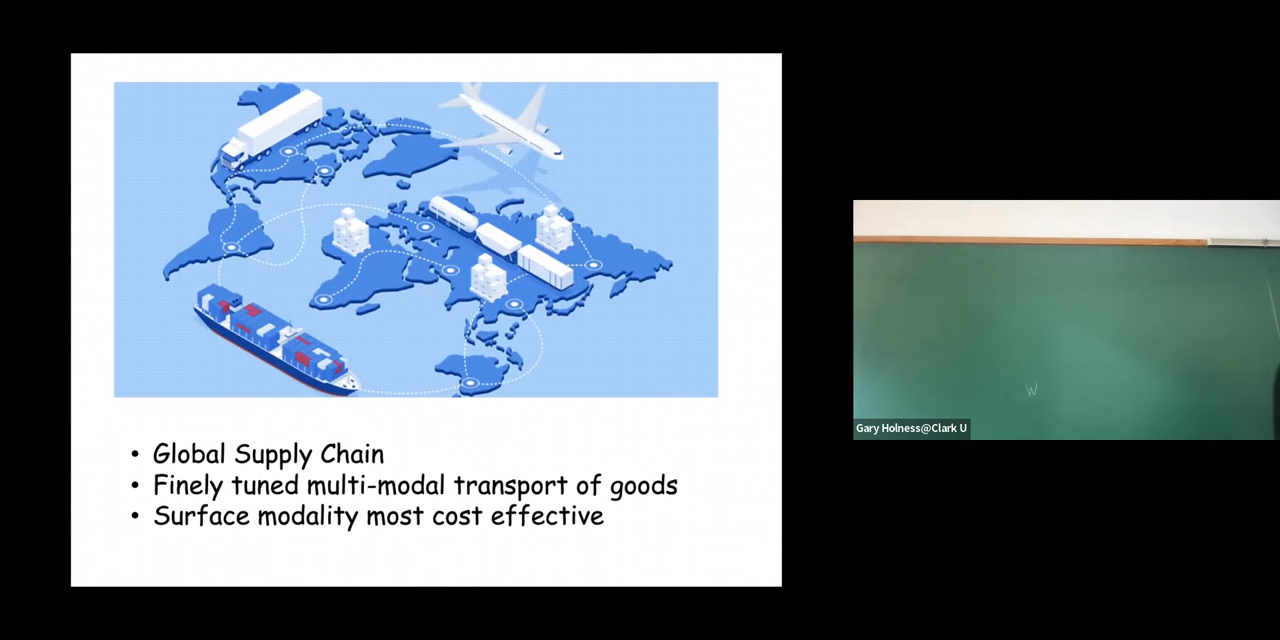 • Global Supply Chain
• Finely tuned multi-modal transport of goods
• Surface modality most cost effective
W
Gary Holness@Clark U